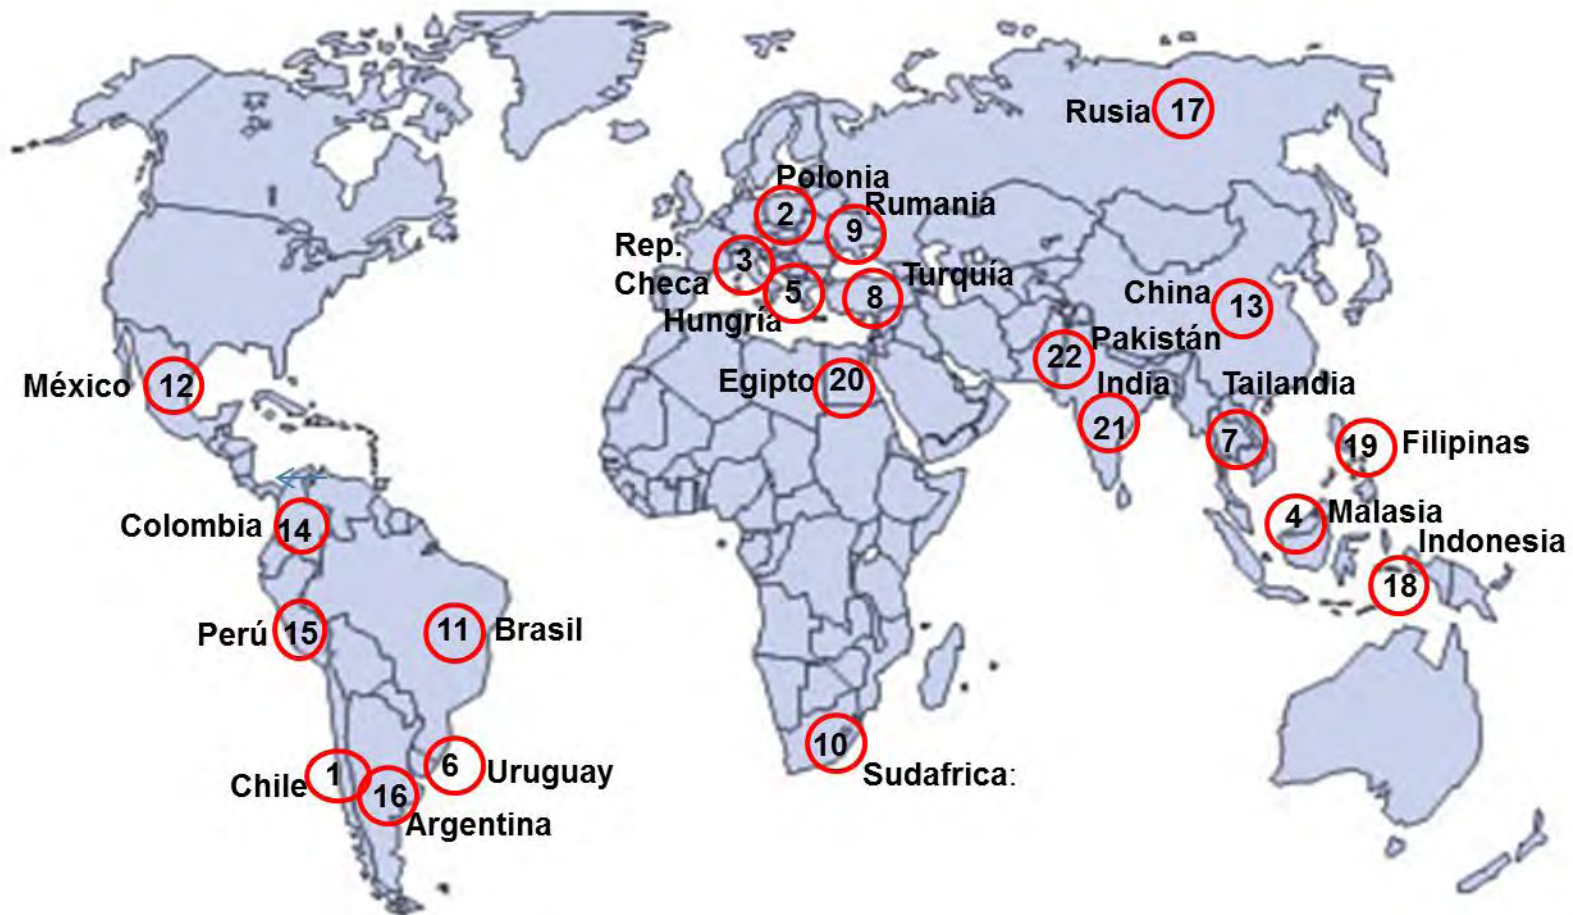 Rusia 17
Polonia
2
Rumania
9
Rep.
Checa
3
Hungría
5
Turquía
8
China 13
Pakistán
22
México 12
Egipto 20
India
21
Tailandia
7
19 Filipinas
Colombia 14
4 Malasia
Indonesia
18
Perú 15
11 Brasil
10
Sudafrica:
Chile 1
6 Uruguay
16
Argentina